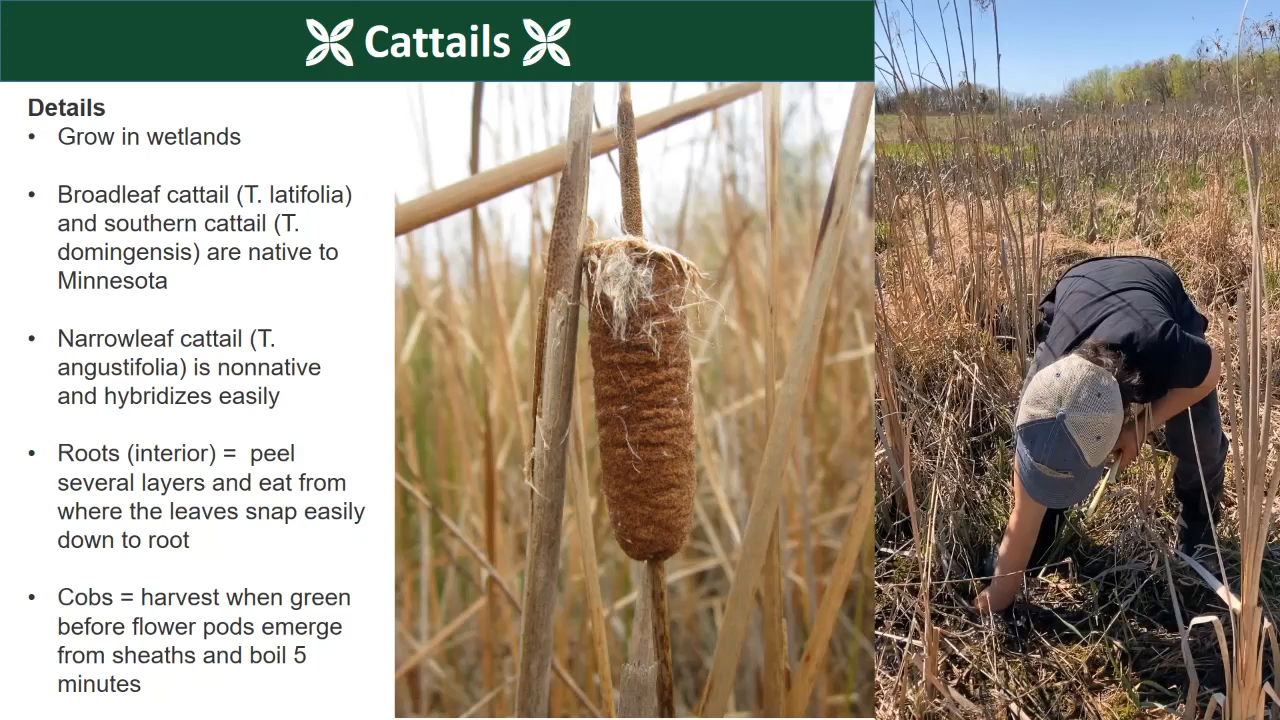 Cattails
Details
• Grow in wetlands
• Broadleaf cattail (T. latifolia)
and southern cattail (T.
domingensis) are native to
Minnesota
• Narrowleaf cattail (T.
angustifolia) is nonnative
and hybridizes easily
• Roots (interior) =  peel
several layers and eat from
where the leaves snap easily
down to root
• Cobs = harvest when green
before flower pods emerge
from sheaths and boil 5
minutes